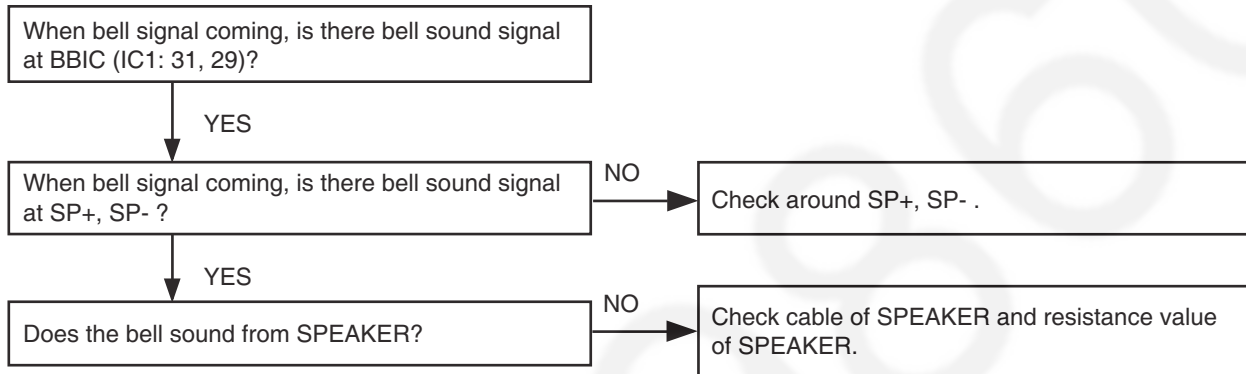 When bell signal coming, is there bell sound signal
at BBIC (IC1: 31, 29)?
YES
When bell signal coming, is there bell sound signal
at SP+, SP- ?
NO
Check around SP+, SP- .
YES
Does the bell sound from SPEAKER?
NO
Check cable of SPEAKER and resistance value
of SPEAKER.